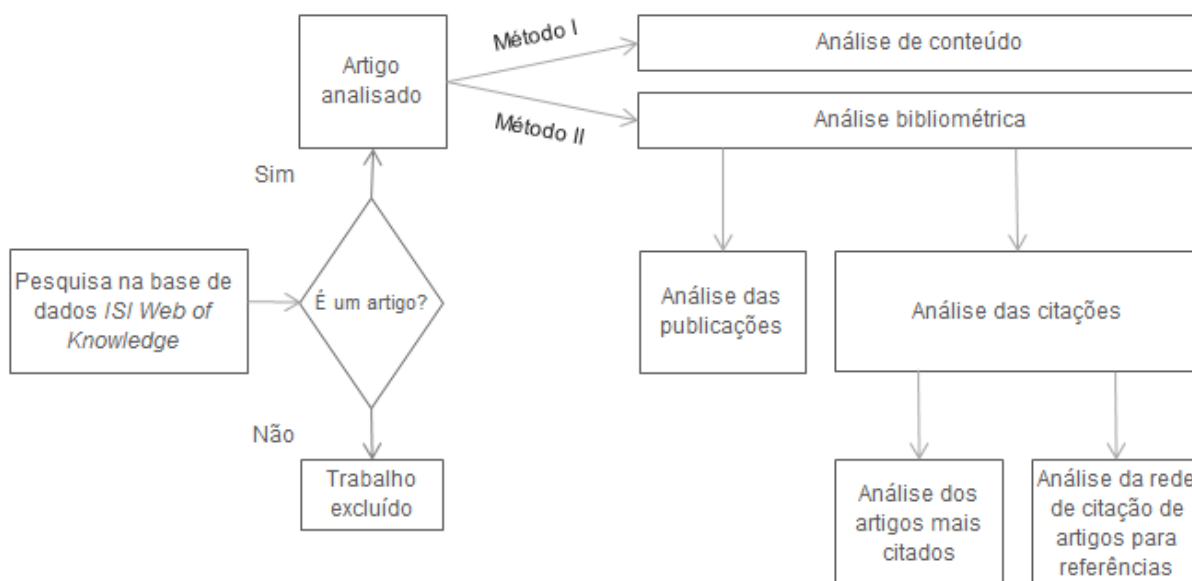 Artigo
analisado
Método I
Análise de conteúdo
Método II
Análise bibliométrica
Sim
Pesquisa na base de
dados ISI Web of
Knowledge
É um artigo?
Análise das
publicações
Análise das citações
Não
Trabalho
excluído
Análise dos
artigos mais
citados
Análise da rede
de citação de
artigos para
referências